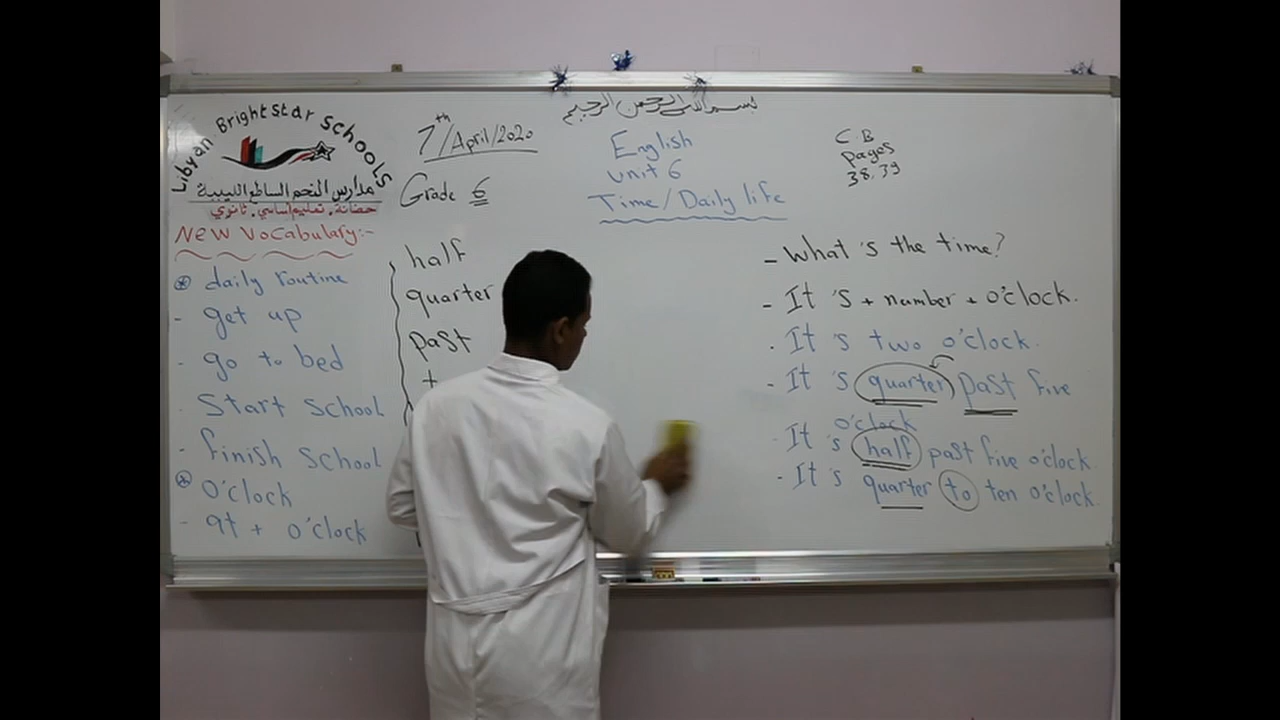 بسم الله الرحمن الرحيم
Libyan Bright Star Schools
مدارس النجم الساطع الليبية
حضانة . تعليم أساسي . ثانوي
7th/April/2020
Grade 6
English
Unit 6
Time/Daily life
C B
pages
38.39
New Vocabulary:-
daily routine
- get up
- go to bed
- Start School
- finish School
O'clock
- at + o'clock
half
quarter
past
- What 's the time?
- It 's + number + o'clock.
. It 's two o'clock.
- It 's quarter past five
o'clock
- It 's half past five o'clock
- It 's quarter to ten o'clock.